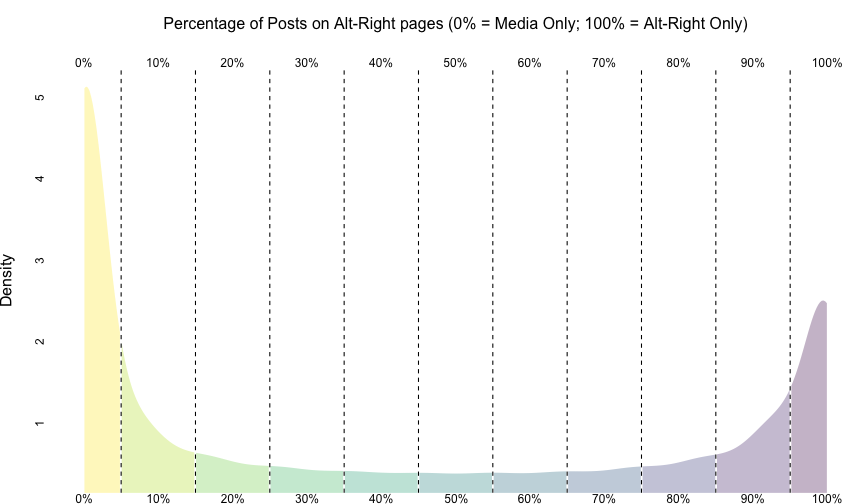 Percentage of Posts on Alt-Right pages (0% = Media Only; 100% = Alt-Right Only)
0% 10% 20% 30% 40% 50% 60% 70% 80% 90% 100%
5
4
3
Density
2
1
0% 10% 20% 30% 40% 50% 60% 70% 80% 90% 100%